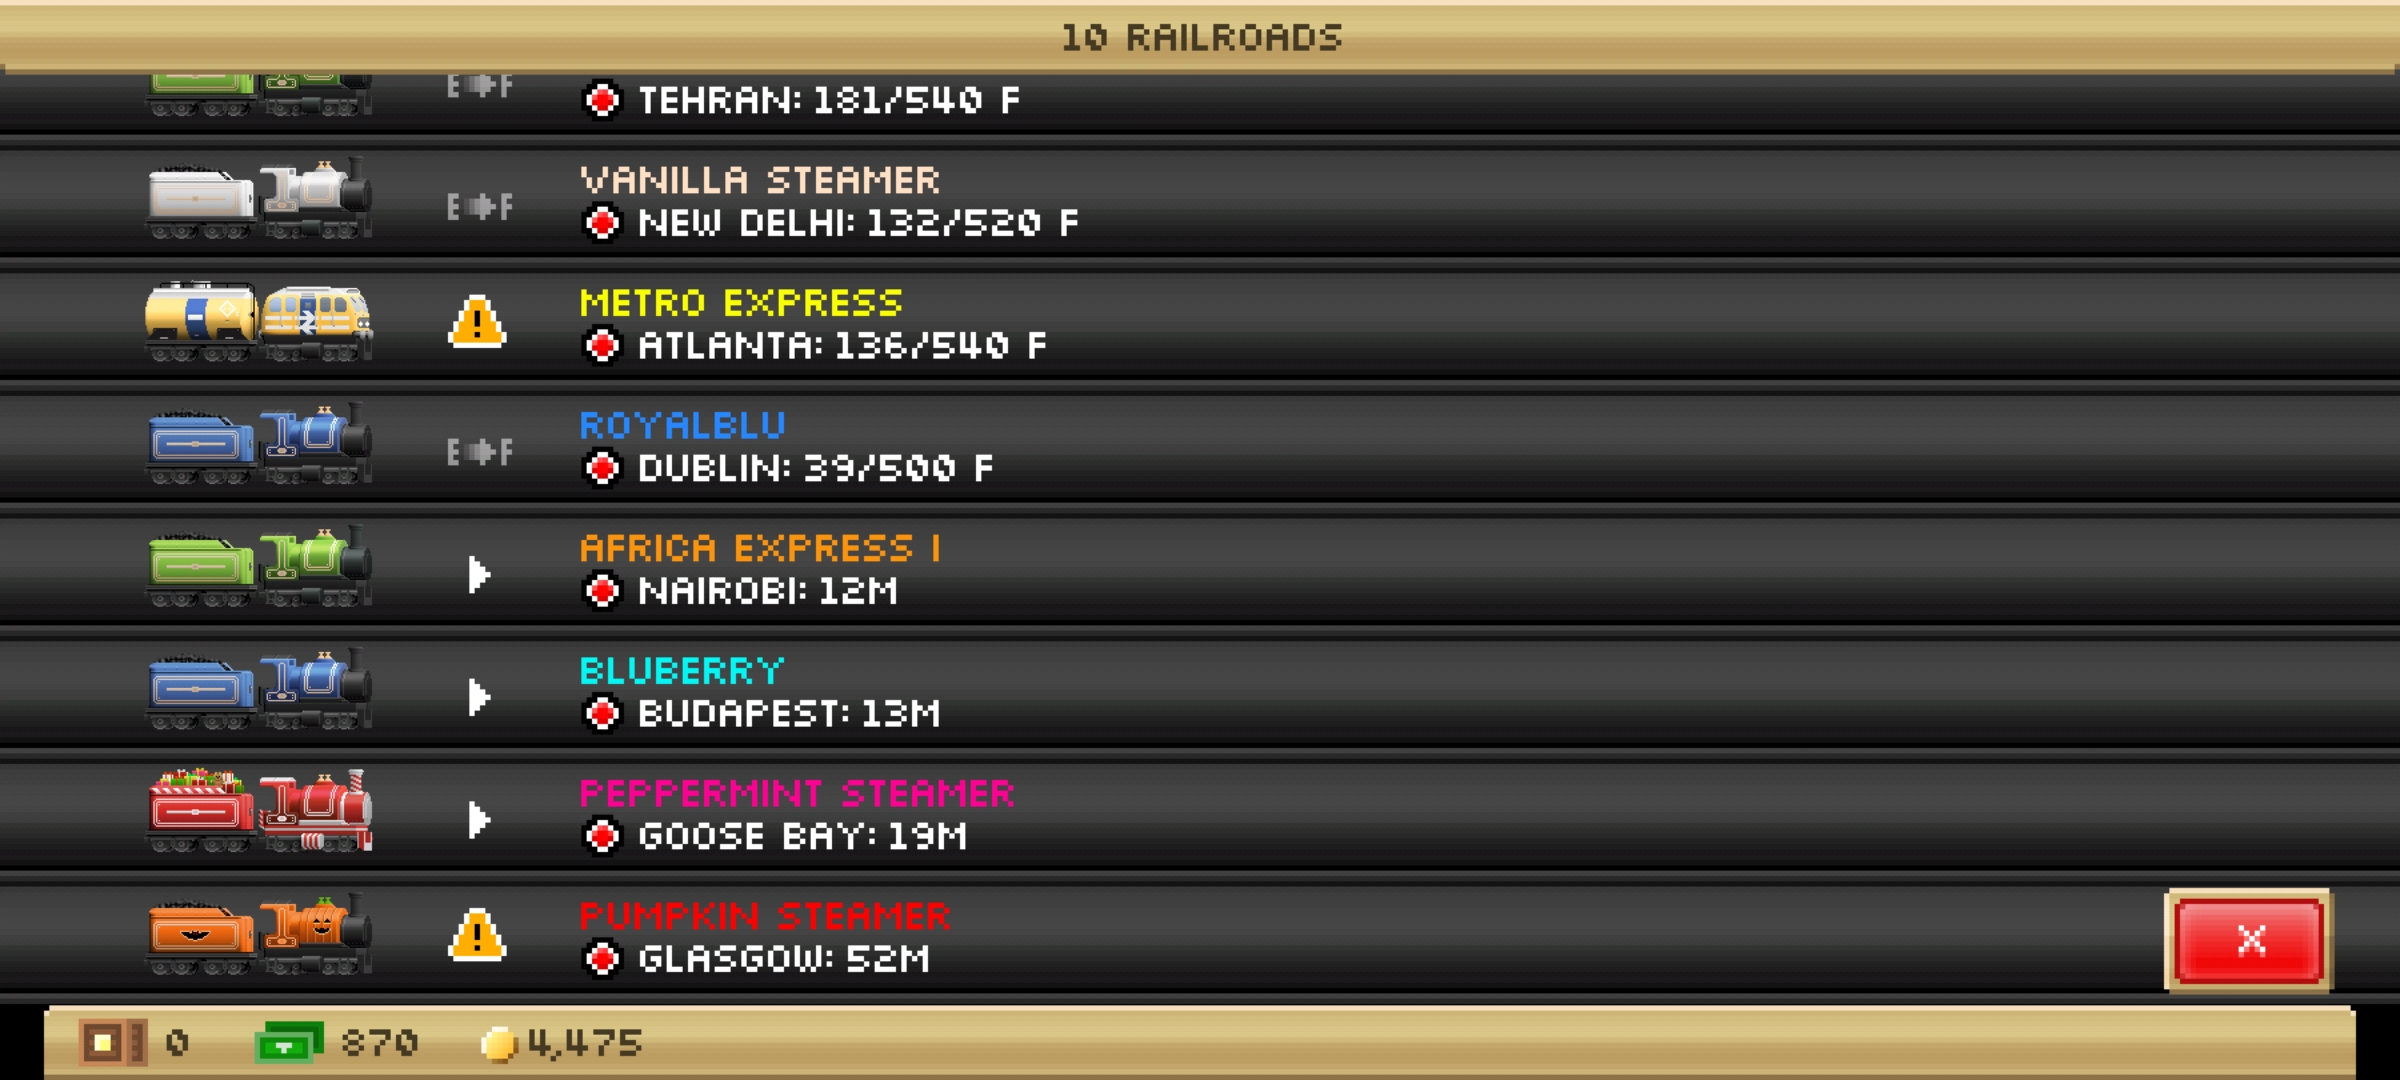 10 RAILROADS
E F
TEHRAN: 181/540 F
VANILLA STEAMER
E F
NEW DELHI: 132/520 F
METRO EXPRESS
!
ATLANTA: 136/540 F
ROYALBLU
E F
DUBLIN: 39/500 F
AFRICA EXPRESS I
NAIROBI: 12M
BLUBERRY
BUDAPEST: 13M
PEPPERMINT STEAMER
GOOSE BAY: 19M
PUMPKIN STEAMER
!
GLASGOW: 52M
X
0 870 4,475